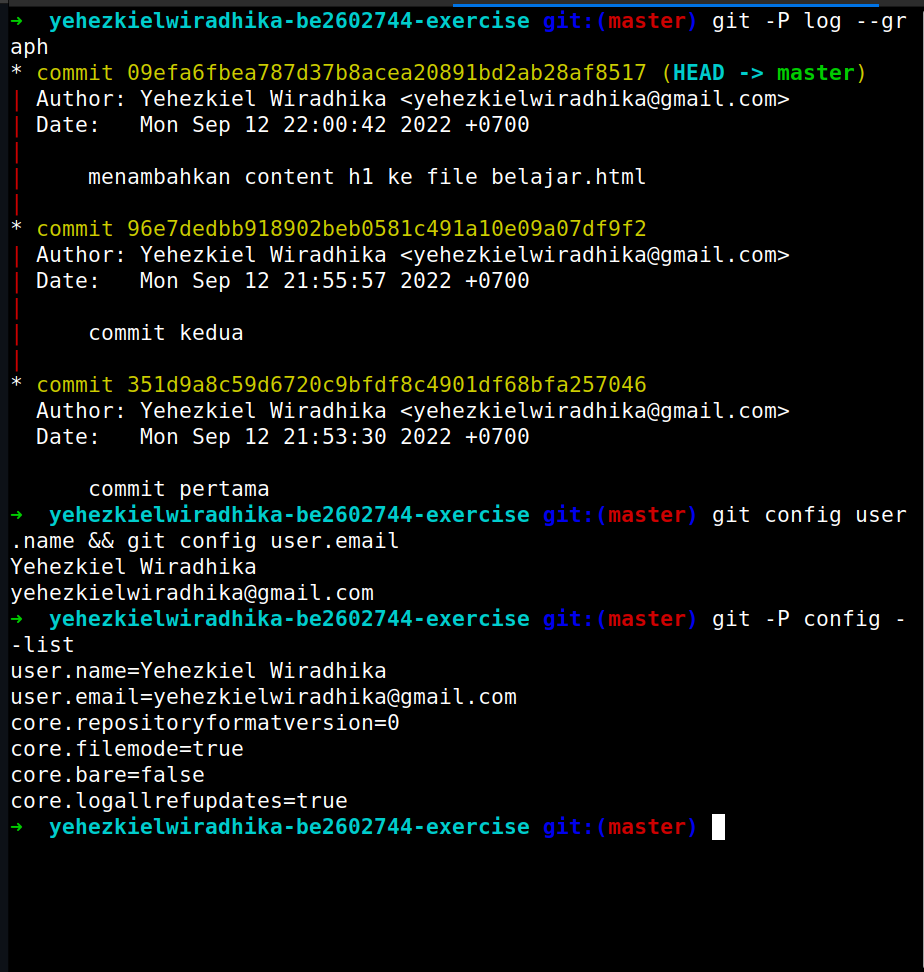 ➜  yehezkielwiradhika-be2602744-exercise git:(master) git -P log --gr
aph
* commit 09efa6fbea787d37b8acea20891bd2ab28af8517 (HEAD -> master)
| Author: Yehezkiel Wiradhika <yehezkielwiradhika@gmail.com>
| Date:   Mon Sep 12 22:00:42 2022 +0700
|
|     menambahkan content h1 ke file belajar.html
|
* commit 96e7dedbb918902beb0581c491a10e09a07df9f2
| Author: Yehezkiel Wiradhika <yehezkielwiradhika@gmail.com>
| Date:   Mon Sep 12 21:55:57 2022 +0700
|
|     commit kedua
|
* commit 351d9a8c59d6720c9bfdf8c4901df68bfa257046
  Author: Yehezkiel Wiradhika <yehezkielwiradhika@gmail.com>
  Date:   Mon Sep 12 21:53:30 2022 +0700

      commit pertama
➜  yehezkielwiradhika-be2602744-exercise git:(master) git config user
.name && git config user.email
Yehezkiel Wiradhika
yehezkielwiradhika@gmail.com
➜  yehezkielwiradhika-be2602744-exercise git:(master) git -P config -
-list
user.name=Yehezkiel Wiradhika
user.email=yehezkielwiradhika@gmail.com
core.repositoryformatversion=0
core.filemode=true
core.bare=false
core.logallrefupdates=true
➜  yehezkielwiradhika-be2602744-exercise git:(master)